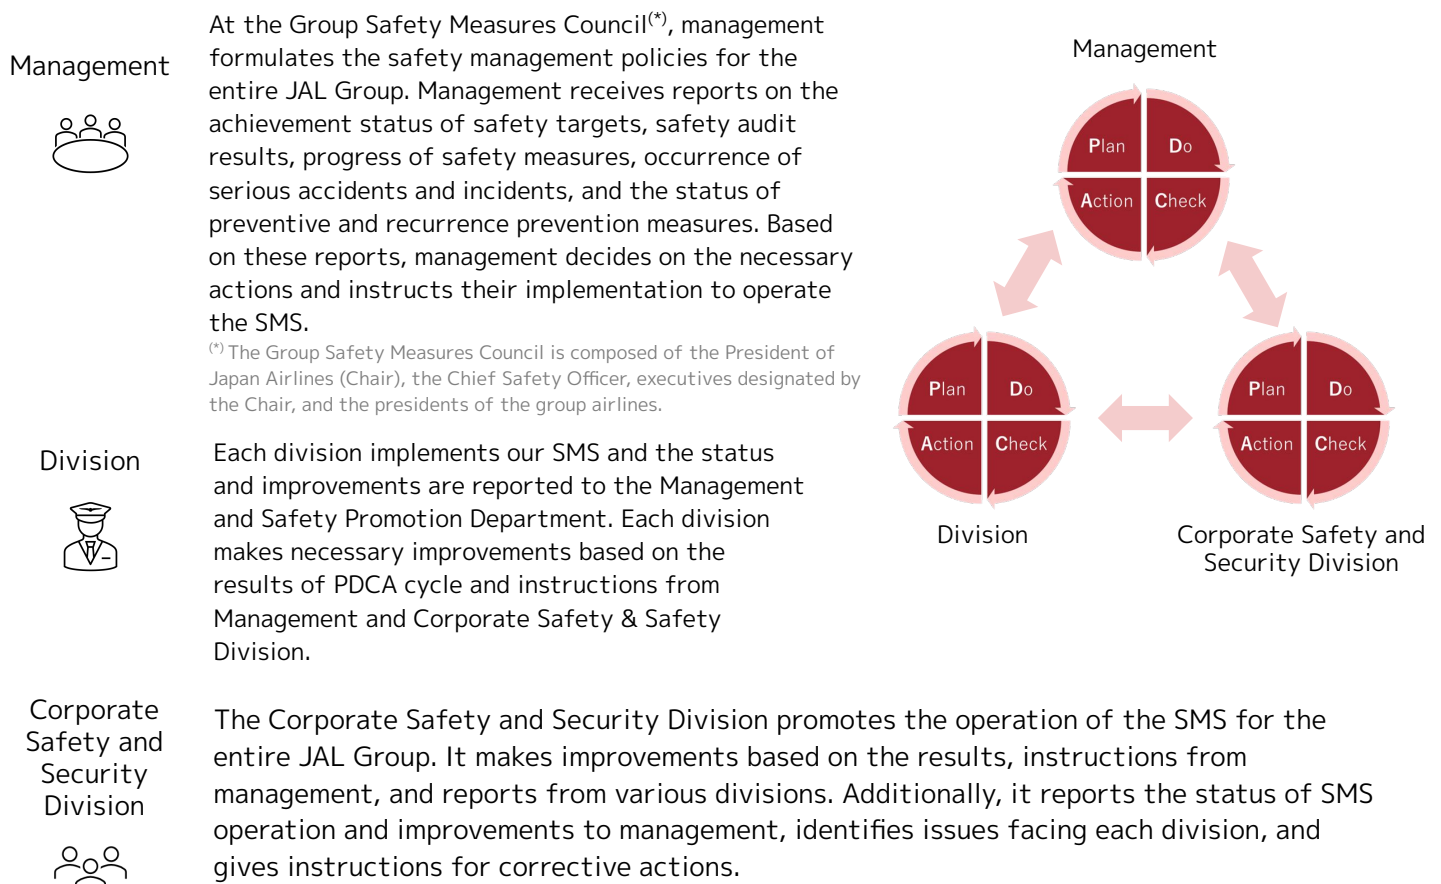 Management
At the Group Safety Measures Council(*), management
formulates the safety management policies for the
entire JAL Group. Management receives reports on the
achievement status of safety targets, safety audit
results, progress of safety measures, occurrence of
serious accidents and incidents, and the status of
preventive and recurrence prevention measures. Based
on these reports, management decides on the necessary
actions and instructs their implementation to operate
the SMS.
(*) The Group Safety Measures Council is composed of the President of
Japan Airlines (Chair), the Chief Safety Officer, executives designated by
the Chair, and the presidents of the group airlines.
Division
Each division implements our SMS and the status
and improvements are reported to the Management
and Safety Promotion Department. Each division
makes necessary improvements based on the
results of PDCA cycle and instructions from
Management and Corporate Safety & Safety
Division.
Corporate
Safety and
Security
Division
The Corporate Safety and Security Division promotes the operation of the SMS for the
entire JAL Group. It makes improvements based on the results, instructions from
management, and reports from various divisions. Additionally, it reports the status of SMS
operation and improvements to management, identifies issues facing each division, and
gives instructions for corrective actions.
Management
Plan Do
Action Check
Plan Do
Action Check
Division
Plan Do
Action Check
Corporate Safety and
Security Division